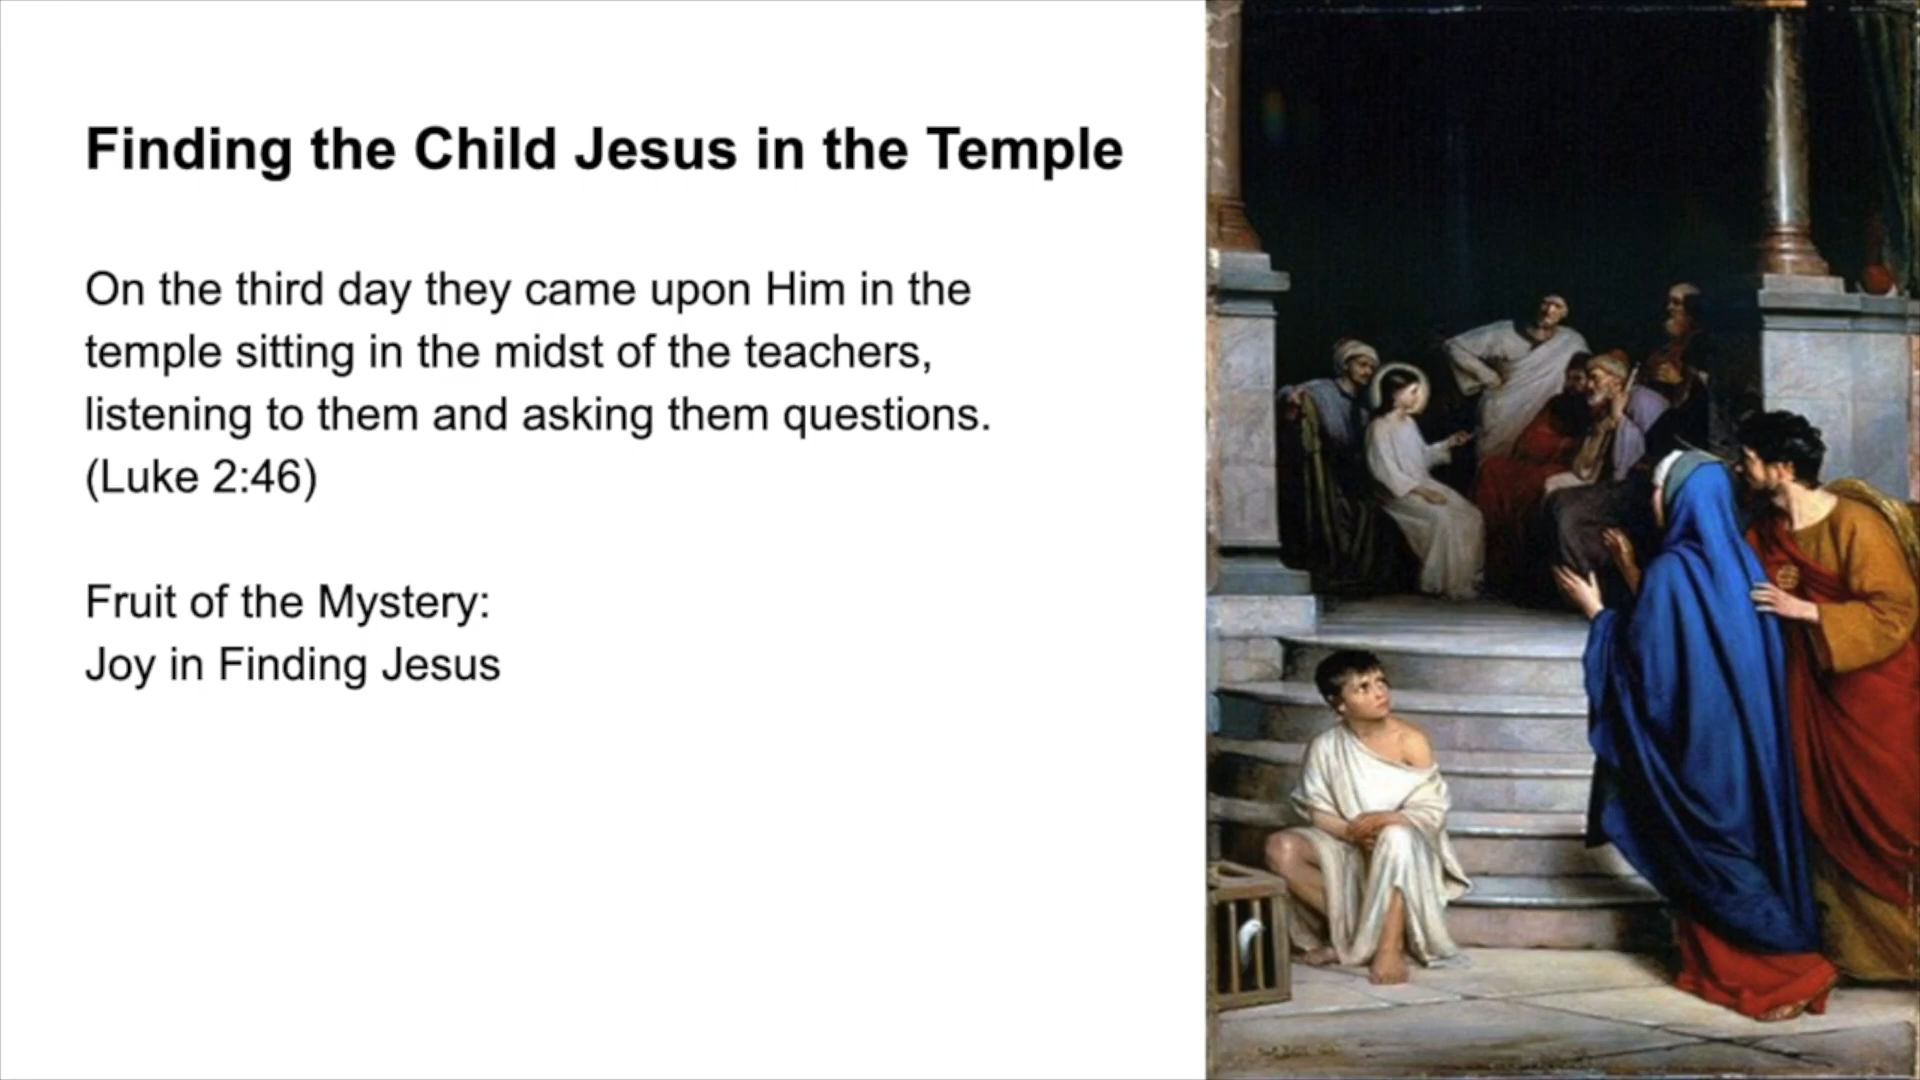 Finding the Child Jesus in the Temple
On the third day they came upon Him in the
temple sitting in the midst of the teachers,
listening to them and asking them questions.
(Luke 2:46)
Fruit of the Mystery:
Joy in Finding Jesus